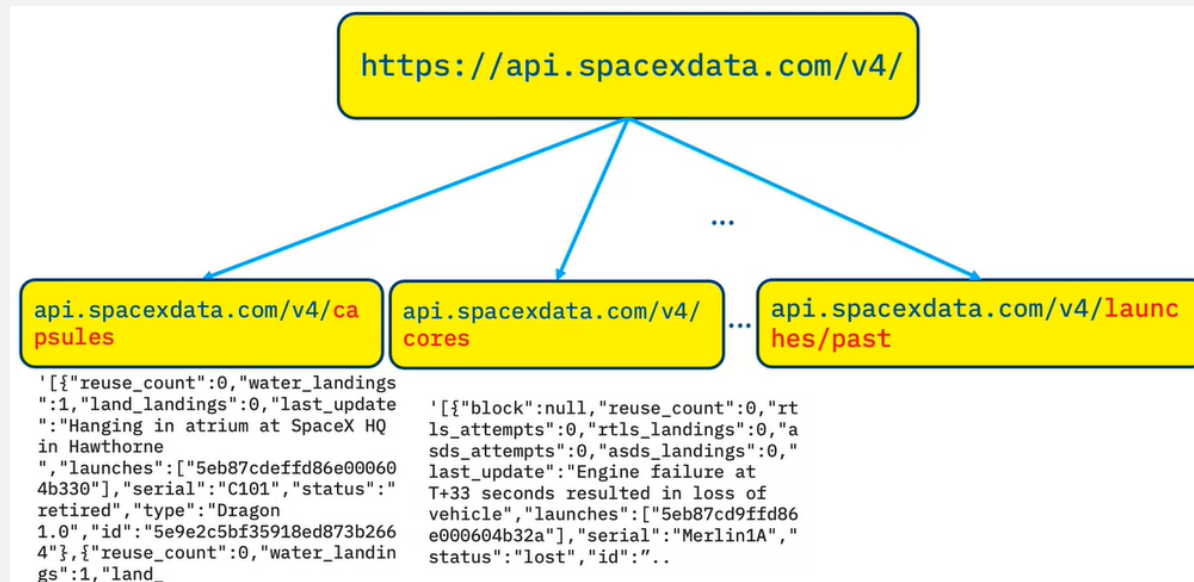 https://api.spacexdata.com/v4/
...
api.spacexdata.com/v4/ca
psules
api.spacexdata.com/v4/
cores
...
api.spacexdata.com/v4/launc
hes/past
'[{"reuse_count":0,"water_landings
":1,"land_landings":0,"last_update
":"Hanging in atrium at SpaceX HQ
in Hawthorne
","launches":["5eb87cdeffd86e00060
4b330"],"serial":"C101","status":"
retired","type":"Dragon
1.0","id":"5e9e2c5bf35918ed873b266
4"},{"reuse_count":0,"water_landin
gs":1,"land_
'[{"block":null,"reuse_count":0,"rt
ls_attempts":0,"rtls_landings":0,"a
sds_attempts":0,"asds_landings":0,"
last_update":"Engine failure at
T+33 seconds resulted in loss of
vehicle","launches":["5eb87cd9ffd86
e000604b32a"],"serial":"Merlin1A","
status":"lost","id":”..